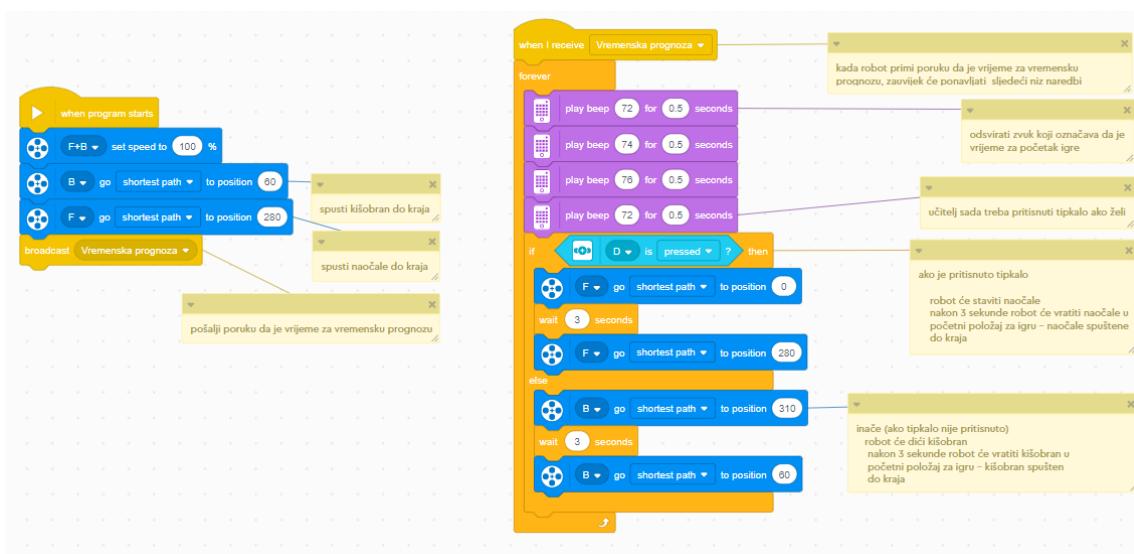 when program starts
F+B set speed to 100 %
B go shortest path to position 60
F go shortest path to position 280
broadcast Vremenska prognoza
spusti kišobran do kraja
spusti naočale do kraja
pošalji poruku da je vrijeme za vremensku prognozu
when I receive Vremenska prognoza
forever
play beep 72 for 0.5 seconds
play beep 74 for 0.5 seconds
play beep 76 for 0.5 seconds
play beep 72 for 0.5 seconds
if D is pressed ? then
F go shortest path to position 0
wait 3 seconds
F go shortest path to position 280
else
B go shortest path to position 310
wait 3 seconds
B go shortest path to position 60
kada robot primi poruku da je vrijeme za vremensku
prognozu, zauvijek će ponavljati sljedeći niz naredbi
odsvirati zvuk koji označava da je
vrijeme za početak igre
učitelj sada treba pritisnuti tipkalo ako želi
ako je pritisnuto tipkalo
robot će staviti naočale
nakon 3 sekunde robot će vratiti naočale u
početni položaj za igru - naočale spuštene
do kraja
inače (ako tipkalo nije pritisnuto)
robot će dići kišobran
nakon 3 sekunde robot će vratiti kišobran u
početni položaj za igru - kišobran spušten
do kraja